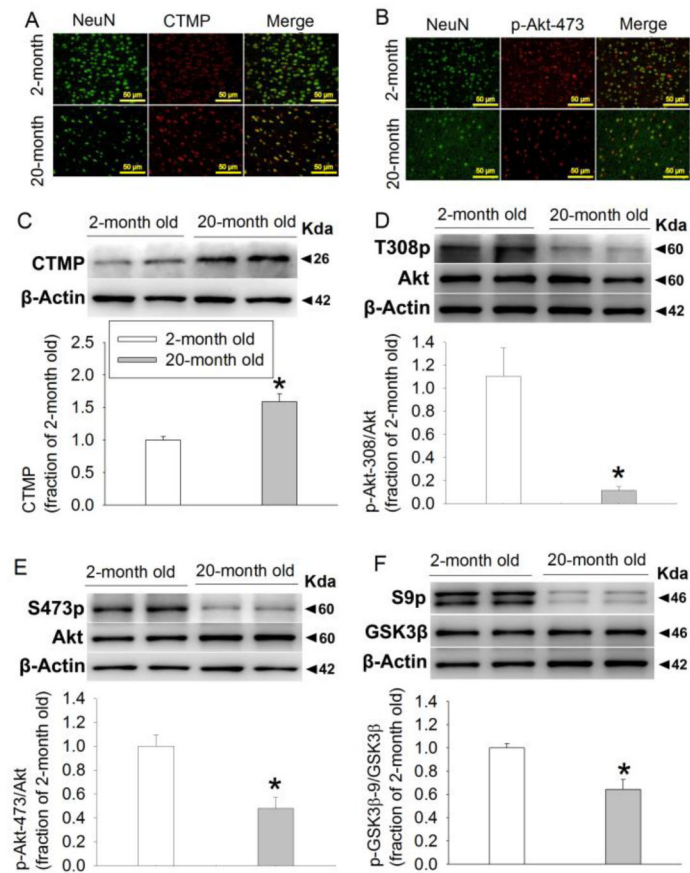 A
NeuN CTMP Merge
2-month
50 µm 50 µm 50 µm
20-month
50 µm 50 µm 50 µm
B
NeuN p-Akt-473 Merge
2-month
50 µm 50 µm 50 µm
20-month
50 µm 50 µm 50 µm
C
2-month old 20-month old Kda
CTMP 26
β-Actin 42
2-month old
20-month old
CTMP
(fraction of 2-month old)
2.5
2.0
1.5
1.0
0.5
0.0
*
D
2-month old 20-month old Kda
T308p 60
Akt 60
β-Actin 42
p-Akt-308/Akt
(fraction of 2-month old)
1.4
1.2
1.0
0.8
0.6
0.4
0.2
0.0
*
E
2-month old 20-month old Kda
S473p 60
Akt 60
β-Actin 42
p-Akt-473/Akt
(fraction of 2-month old)
1.4
1.2
1.0
0.8
0.6
0.4
0.2
0.0
*
F
2-month old 20-month old Kda
S9p 46
GSK3β 46
β-Actin 42
p-GSK3β-9/GSK3β
(fraction of 2-month old)
1.4
1.2
1.0
0.8
0.6
0.4
0.2
0.0
*